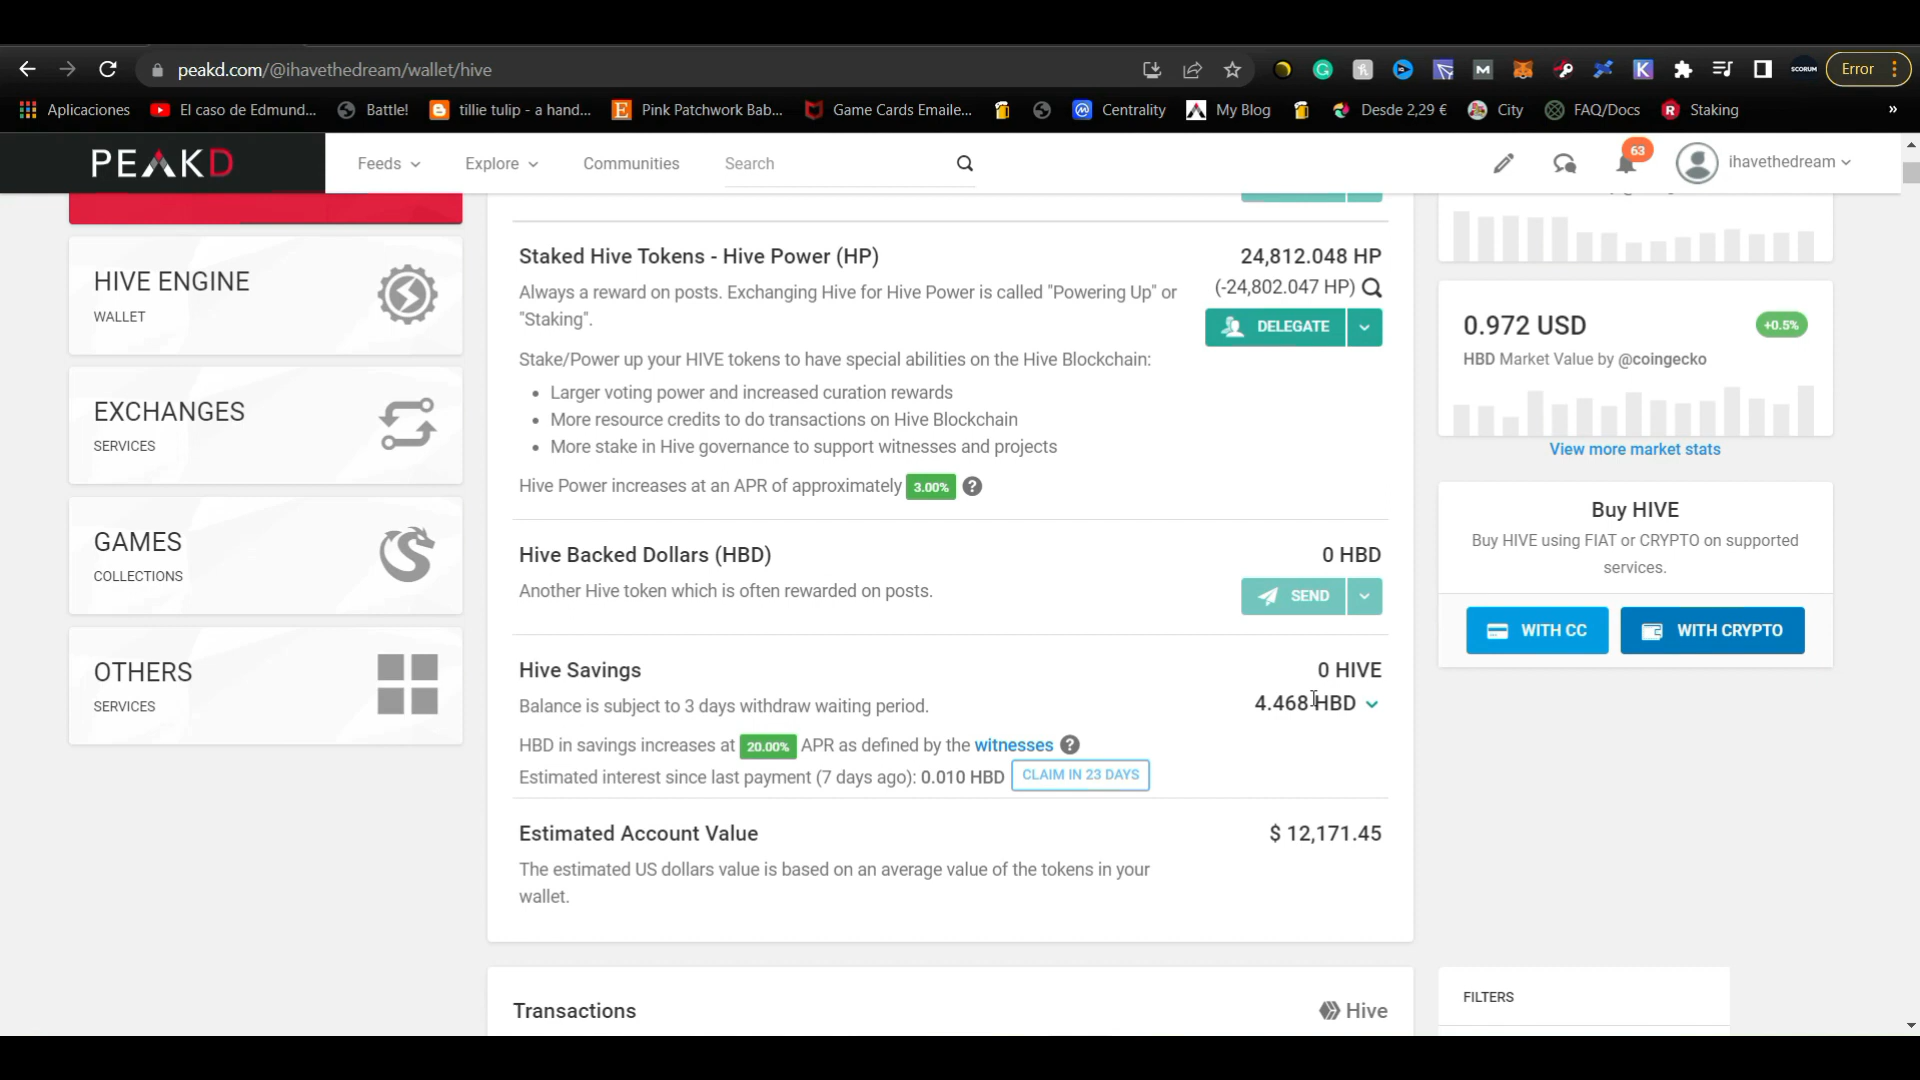 peakd.com/@ihavethedream/wallet/hive
SCORUM
Error
Aplicaciones
El caso de Edmund...
Battle!
tillie tulip - a hand...
Pink Patchwork Bab...
Game Cards Emaile...
Centrality
My Blog
Desde 2,29 €
City
FAQ/Docs
Staking
»
PEAKD
Feeds
Explore
Communities
Search
63
ihavethedream
HIVE ENGINE
WALLET
EXCHANGES
SERVICES
GAMES
COLLECTIONS
OTHERS
SERVICES
Staked Hive Tokens - Hive Power (HP)
24,812.048 HP
Always a reward on posts. Exchanging Hive for Hive Power is called "Powering Up" or
"Staking".
(-24,802.047 HP)
DELEGATE
Stake/Power up your HIVE tokens to have special abilities on the Hive Blockchain:
• Larger voting power and increased curation rewards
• More resource credits to do transactions on Hive Blockchain
• More stake in Hive governance to support witnesses and projects
Hive Power increases at an APR of approximately 3.00% ?
Hive Backed Dollars (HBD)
0 HBD
Another Hive token which is often rewarded on posts.
SEND
Hive Savings
0 HIVE
Balance is subject to 3 days withdraw waiting period.
4.468 HBD
HBD in savings increases at 20.00% APR as defined by the witnesses ?
Estimated interest since last payment (7 days ago): 0.010 HBD CLAIM IN 23 DAYS
Estimated Account Value
$ 12,171.45
The estimated US dollars value is based on an average value of the tokens in your
wallet.
Transactions
Hive
0.972 USD
+0.5%
HBD Market Value by @coingecko
View more market stats
Buy HIVE
Buy HIVE using FIAT or CRYPTO on supported
services.
WITH CC
WITH CRYPTO
FILTERS